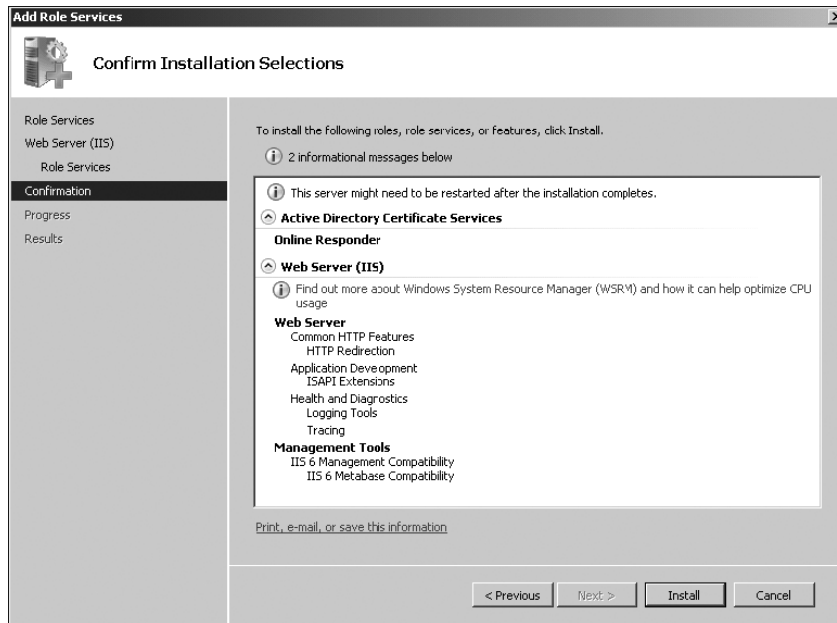 Add Role Services
Confirm Installation Selections
Role Services
Web Server (IIS)
Role Services
Confirmation
Progress
Results
To install the following roles, role services, or features, click Install.
2 informational messages below
This server might need to be restarted after the installation completes.
Active Directory Certificate Services
Online Responder
Web Server (IIS)
Find out more about Windows System Resource Manager (WSRM) and how it can help optimize CPU
usage
Web Server
Common HTTP Features
HTTP Redirection
Application Development
ISAPI Extensions
Health and Diagnostics
Logging Tools
Tracing
Management Tools
IIS 6 Management Compatibility
IIS 6 Metabase Compatibility
Print, e-mail, or save this information
< Previous
Next >
Install
Cancel